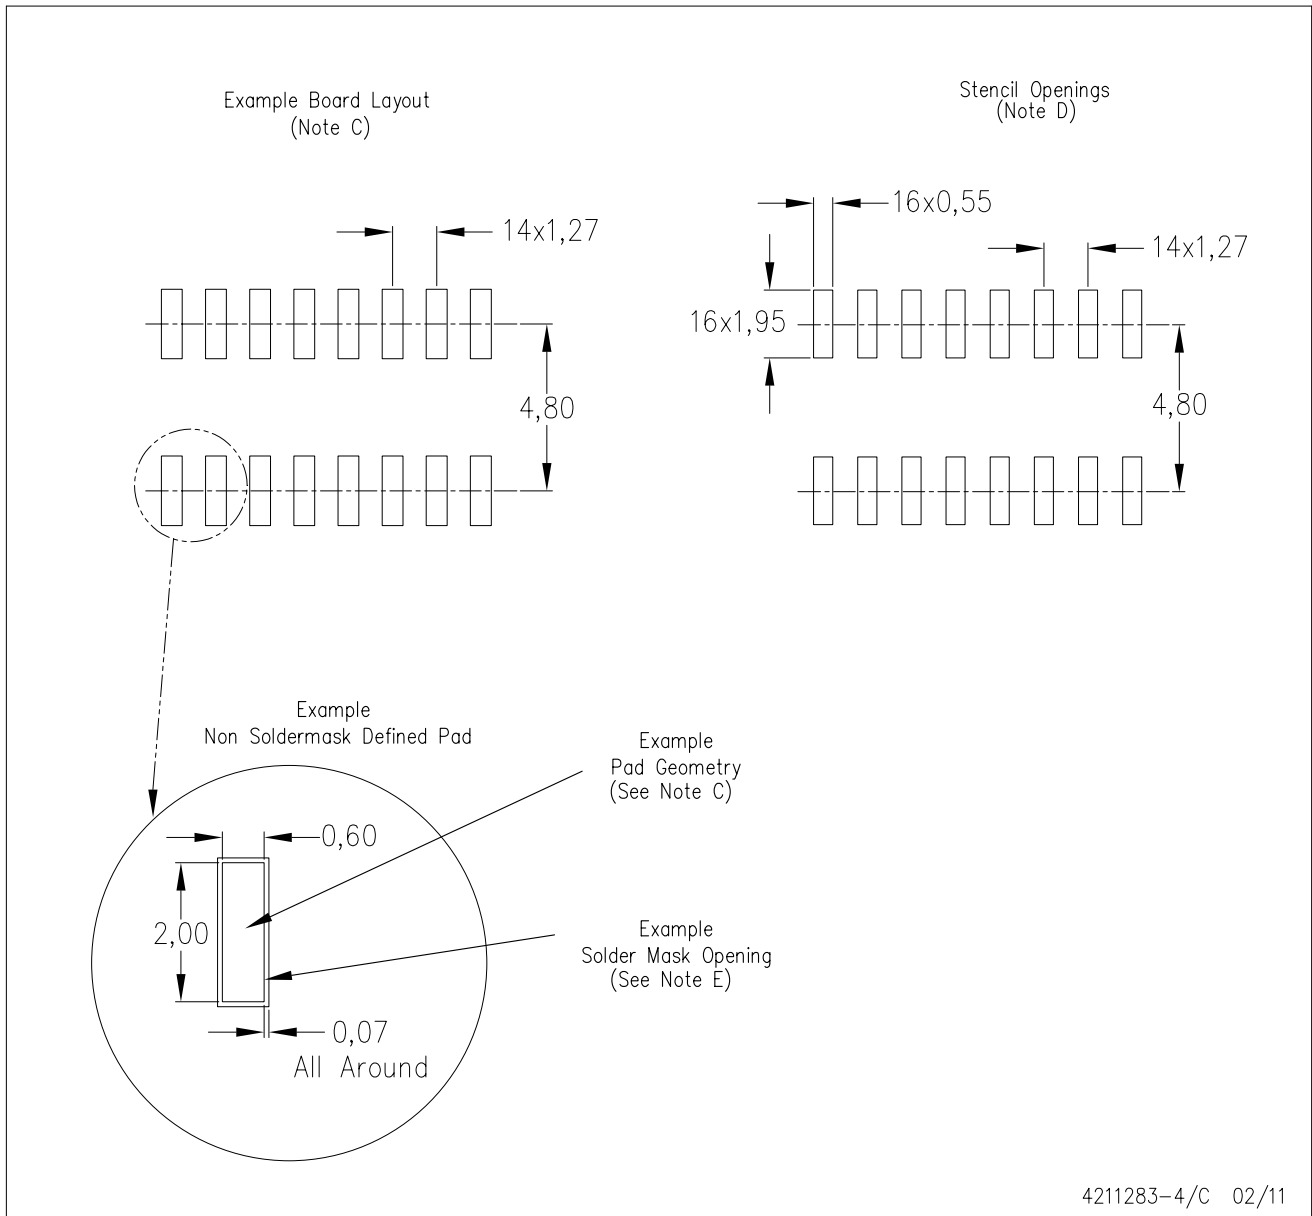 Example Board Layout
(Note C)
Stencil Openings
(Note D)
14x1,27
4,80
16x0,55
14x1,27
16x1,95
4,80
Example
Non Soldermask Defined Pad
Example
Pad Geometry
(See Note C)
0,60
2,00
Example
Solder Mask Opening
(See Note E)
0,07
All Around
4211283-4/C 02/11